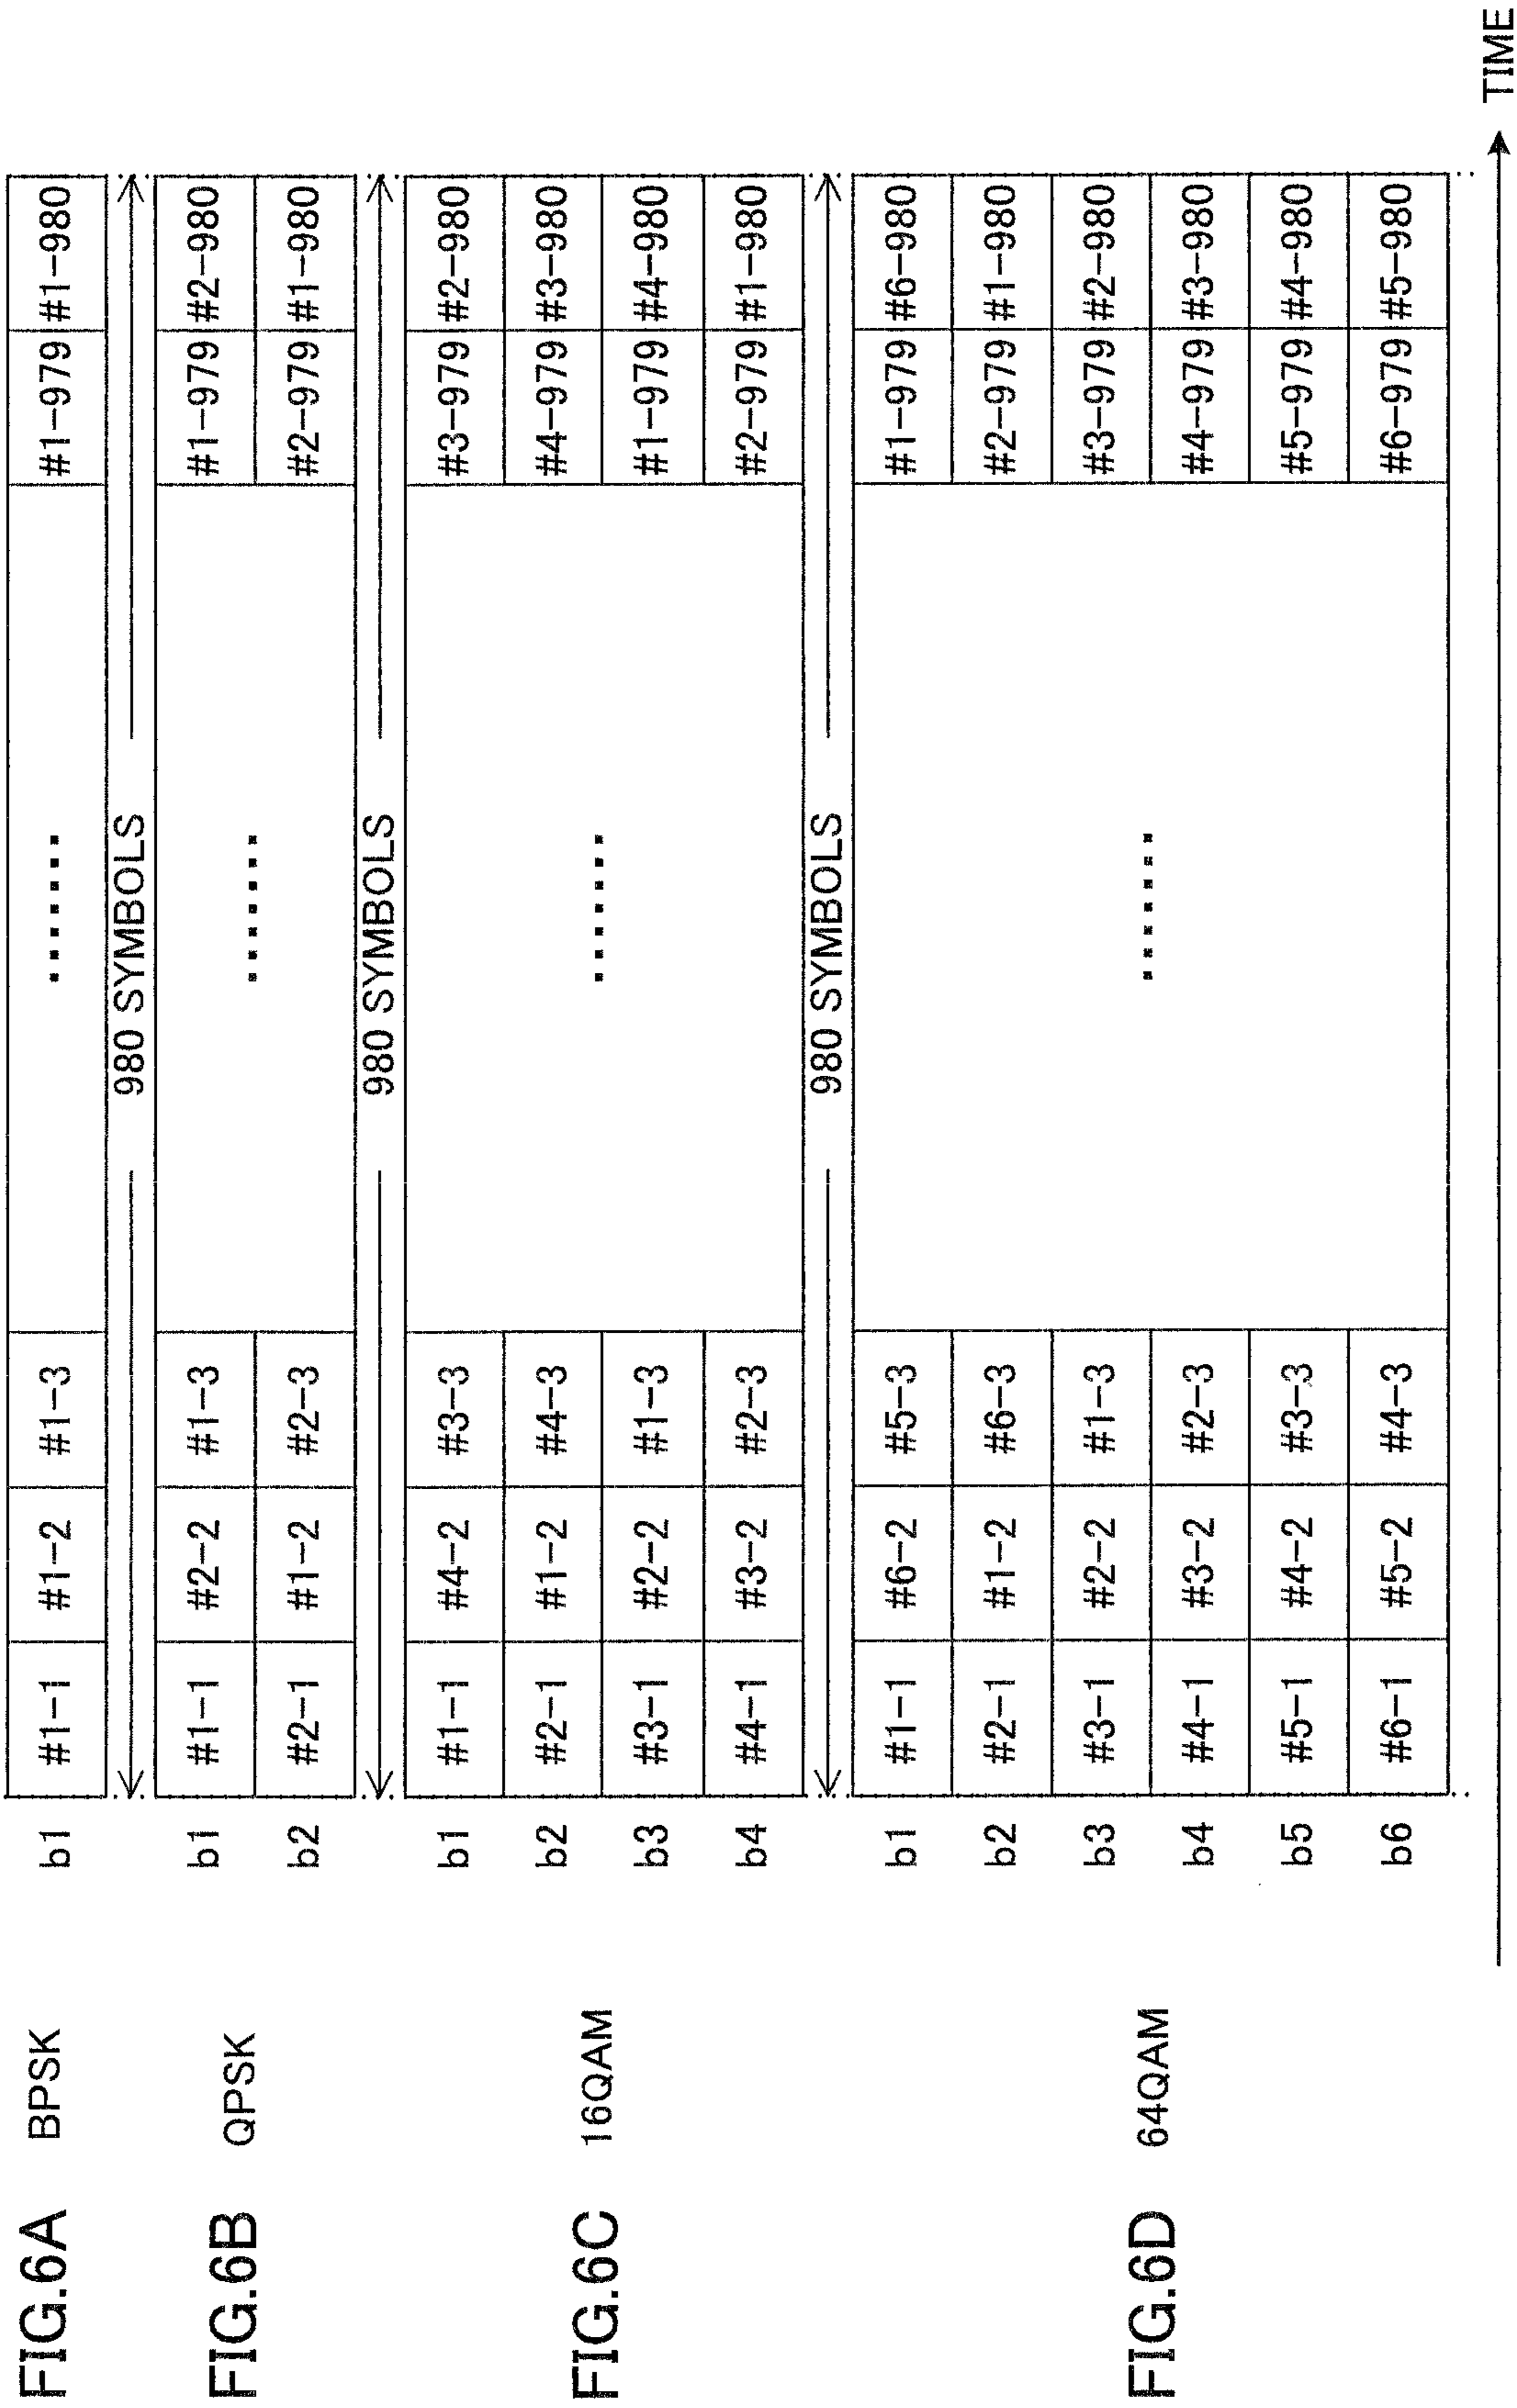 FIG.6A BPSK
b1 #1-1 #1-2 #1-3 ...... #1-979 #1-980
980 SYMBOLS
FIG.6B QPSK
b1 #1-1 #2-2 #1-3 ...... #1-979 #2-980
b2 #2-1 #1-2 #2-3 #2-979 #1-980
980 SYMBOLS
FIG.6C 16QAM
b1 #1-1 #4-2 #3-3 ...... #3-979 #2-980
b2 #2-1 #1-2 #4-3 #4-979 #3-980
b3 #3-1 #2-2 #1-3 #1-979 #4-980
b4 #4-1 #3-2 #2-3 #2-979 #1-980
980 SYMBOLS
FIG.6D 64QAM
b1 #1-1 #6-2 #5-3 ...... #1-979 #6-980
b2 #2-1 #1-2 #6-3 #2-979 #1-980
b3 #3-1 #2-2 #1-3 #3-979 #2-980
b4 #4-1 #3-2 #2-3 #4-979 #3-980
b5 #5-1 #4-2 #3-3 #5-979 #4-980
b6 #6-1 #5-2 #4-3 #6-979 #5-980
TIME